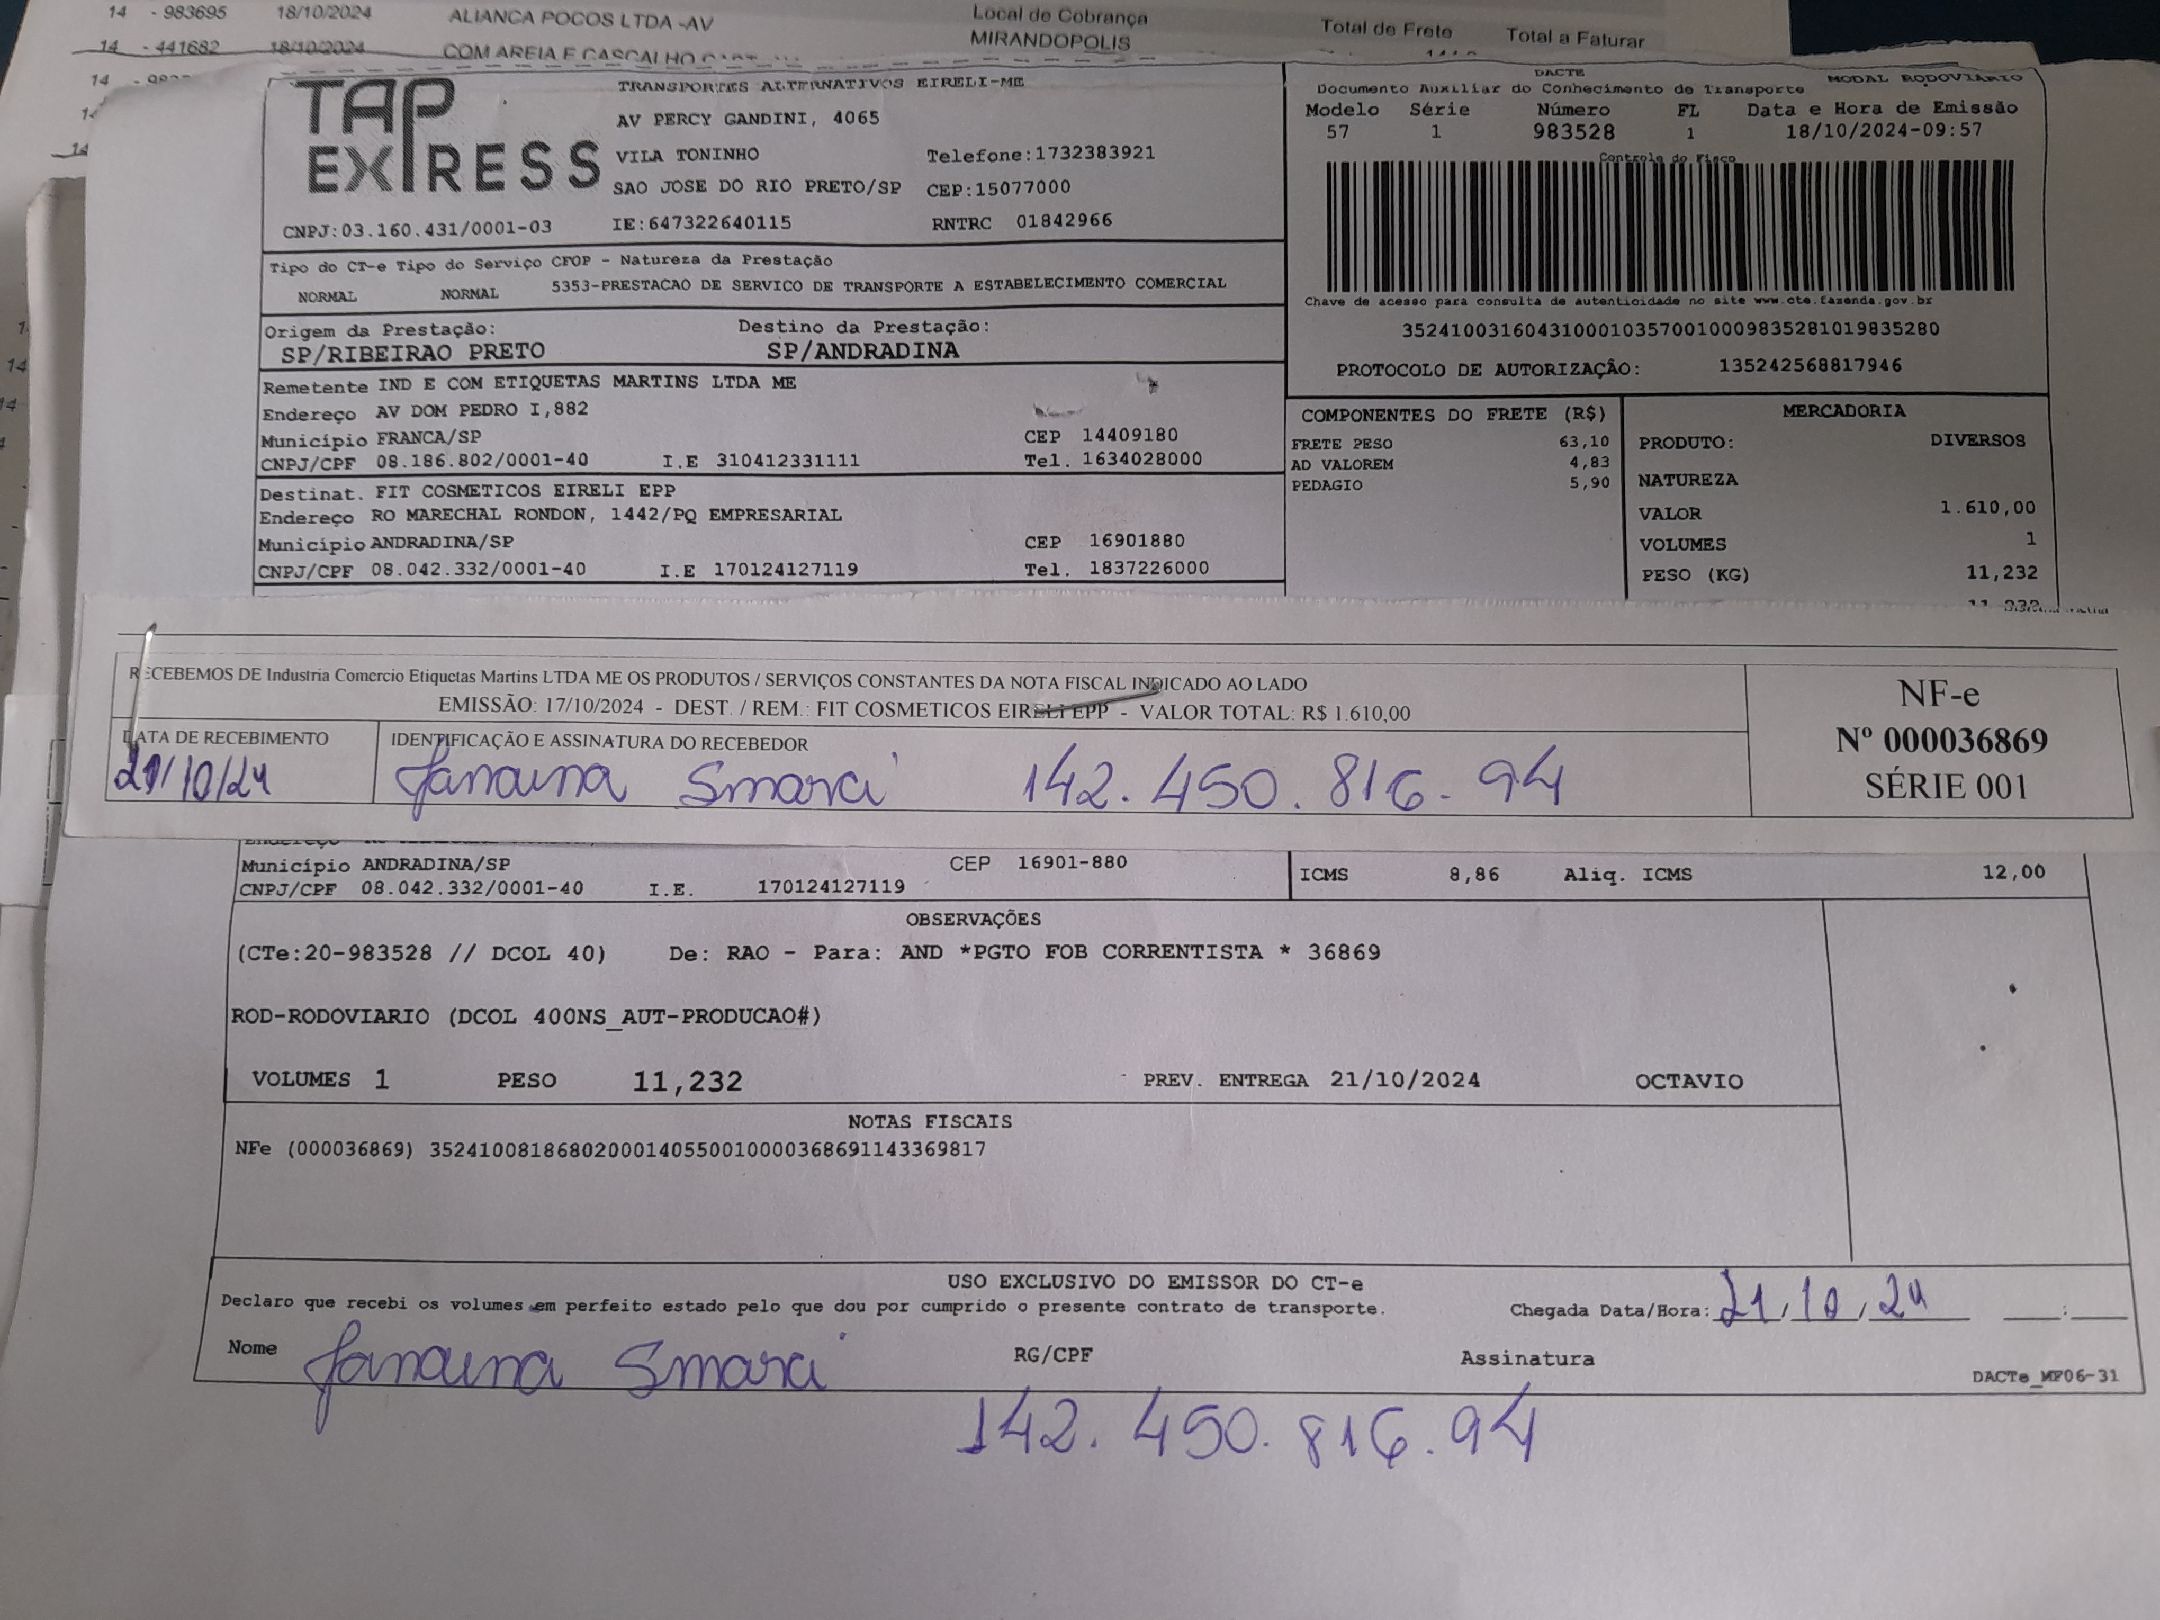 14 - 983695 18/10/2024 ALIANCA POCOS LTDA -AV Local de Cobrança Total de Frete Total a Faturar
14 - 441682 18/10/2024 COM AREIA E CASCALHO MIRANDOPOLIS
TAP EXPRESS
TRANSPORTES ALTERNATIVOS EIRELI-ME
AV PERCY GANDINI, 4065
VILA TONINHO Telefone:1732383921
SAO JOSE DO RIO PRETO/SP CEP:15077000
CNPJ:03.160.431/0001-03 IE:647322640115 RNTRC 01842966
DACTE MODAL RODOVIARIO
Documento Auxiliar do Conhecimento de Transporte
Modelo Série Número FL Data e Hora de Emissão
57 1 983528 1 18/10/2024-09:57
Controle do Fisco
Chave de acesso para consulta de autenticidade no site www.cte.fazenda.gov.br
35241003160431000103570010009835281019835280
PROTOCOLO DE AUTORIZAÇÃO: 135242568817946
Tipo do CT-e Tipo do Serviço CFOP - Natureza da Prestação
NORMAL NORMAL 5353-PRESTACAO DE SERVICO DE TRANSPORTE A ESTABELECIMENTO COMERCIAL
Origem da Prestação: Destino da Prestação:
SP/RIBEIRAO PRETO SP/ANDRADINA
Remetente IND E COM ETIQUETAS MARTINS LTDA ME
Endereço AV DOM PEDRO I,882
Município FRANCA/SP CEP 14409180
CNPJ/CPF 08.186.802/0001-40 I.E 310412331111 Tel. 1634028000
Destinat. FIT COSMETICOS EIRELI EPP
Endereço RO MARECHAL RONDON, 1442/PQ EMPRESARIAL
Município ANDRADINA/SP CEP 16901880
CNPJ/CPF 08.042.332/0001-40 I.E 170124127119 Tel. 1837226000
COMPONENTES DO FRETE (R$)
FRETE PESO 63,10
AD VALOREM 4,83
PEDAGIO 5,90
MERCADORIA
PRODUTO: DIVERSOS
NATUREZA
VALOR 1.610,00
VOLUMES 1
PESO (KG) 11,232
RECEBEMOS DE Industria Comercio Etiquetas Martins LTDA ME OS PRODUTOS / SERVIÇOS CONSTANTES DA NOTA FISCAL INDICADO AO LADO
EMISSÃO: 17/10/2024 - DEST. / REM.: FIT COSMETICOS EIRELI EPP - VALOR TOTAL: R$ 1.610,00
DATA DE RECEBIMENTO IDENTIFICAÇÃO E ASSINATURA DO RECEBEDOR
21/10/24 Janaina Smarci 142.450.816.94
NF-e
Nº 000036869
SÉRIE 001
Município ANDRADINA/SP CEP 16901-880
CNPJ/CPF 08.042.332/0001-40 I.E. 170124127119
ICMS 8,86 Aliq. ICMS 12,00
OBSERVAÇÕES
(CTe:20-983528 // DCOL 40) De: RAO - Para: AND *PGTO FOB CORRENTISTA * 36869
ROD-RODOVIARIO (DCOL 400NS_AUT-PRODUCAO#)
VOLUMES 1 PESO 11,232 PREV. ENTREGA 21/10/2024 OCTAVIO
NOTAS FISCAIS
NFe (000036869) 35241008186802000140550010000368691143369817
USO EXCLUSIVO DO EMISSOR DO CT-e
Declaro que recebi os volumes em perfeito estado pelo que dou por cumprido o presente contrato de transporte. Chegada Data/Hora: 21/10/24 __:__
Nome Janaina Smarci RG/CPF Assinatura
DACTe_MP06-31
142.450.816.94